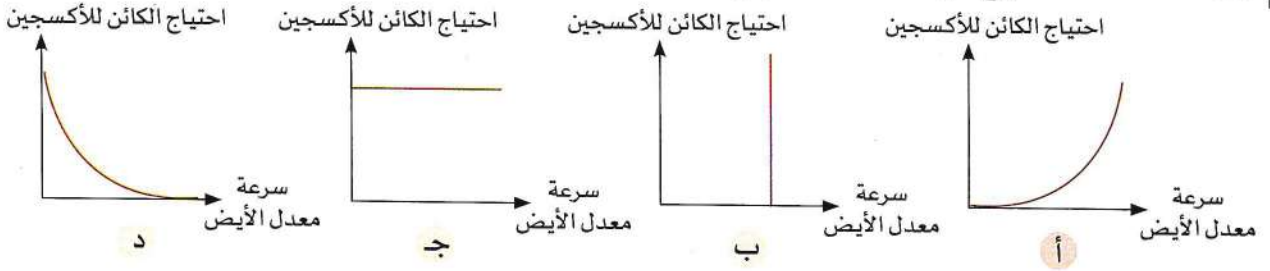 احتياج الكائن للأكسجين
سرعة
معدل الأيض
أ
احتياج الكائن للأكسجين
سرعة
معدل الأيض
ب
احتياج الكائن للأكسجين
سرعة
معدل الأيض
جـ
احتياج الكائن للأكسجين
سرعة
معدل الأيض
د